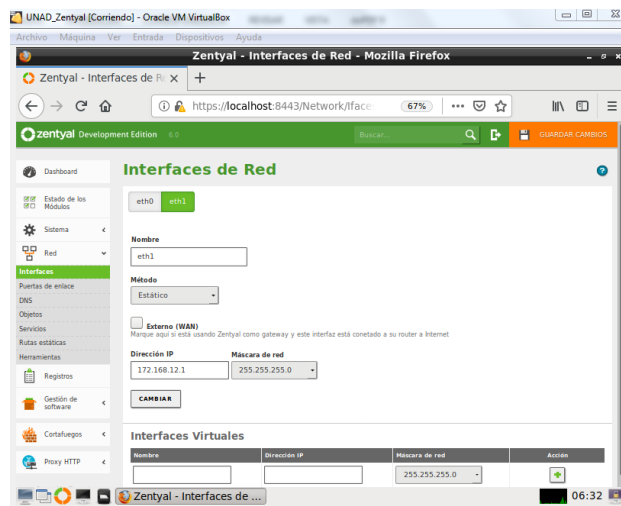 UNAD_Zentyal [Corriendo] - Oracle VM VirtualBox
Archivo Máquina Ver Entrada Dispositivos Ayuda
Zentyal - Interfaces de Red - Mozilla Firefox
Zentyal - Interfaces de R
https://localhost:8443/Network/Iface 67%
zentyal Development Edition 6.0 Buscar... GUARDAR CAMBIOS
Dashboard
Estado de los
Módulos
Sistema
Red
Interfaces
Puertas de enlace
DNS
Objetos
Servicios
Rutas estáticas
Herramientas
Registros
Gestión de
software
Cortafuegos
Proxy HTTP
Interfaces de Red
eth0 eth1
Nombre
eth1
Método
Estático
Externo (WAN)
Marque aquí si está usando Zentyal como gateway y este interfaz está conetado a su router a Internet
Dirección IP Máscara de red
172.168.12.1 255.255.255.0
CAMBIAR
Interfaces Virtuales
Nombre Dirección IP Máscara de red Acción
255.255.255.0
Zentyal - Interfaces de ... 06:32